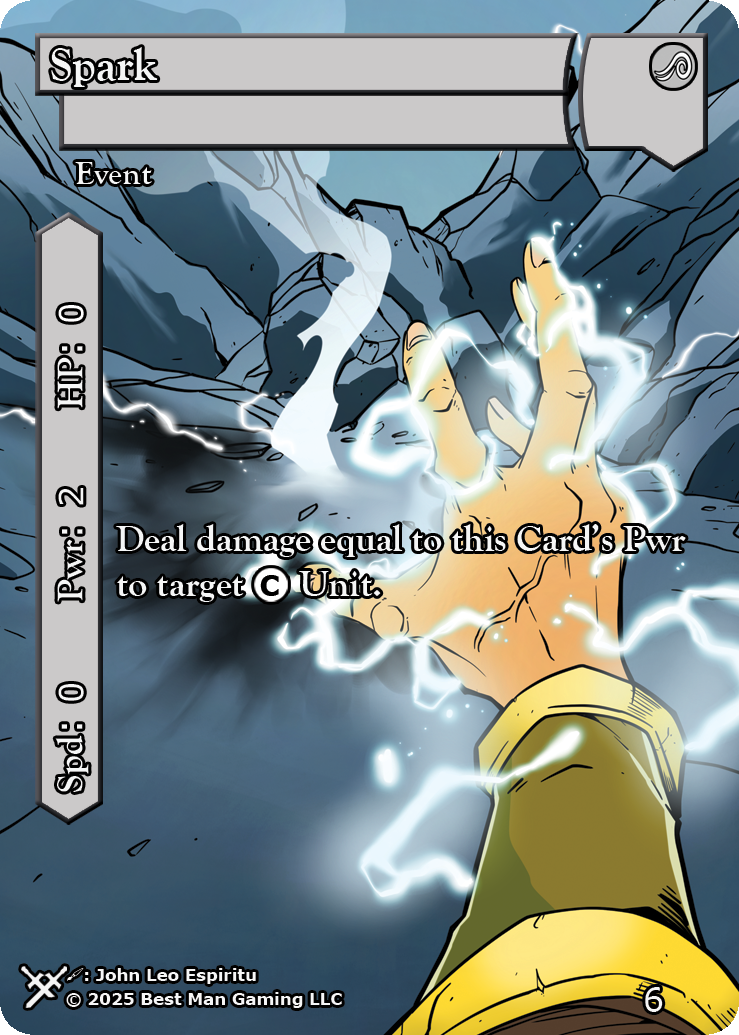 Spark
Event
HP: 0
Pwr: 2
Spd: 0
Deal damage equal to this Card's Pwr
to target © Unit.
: John Leo Espiritu
© 2025 Best Man Gaming LLC
6